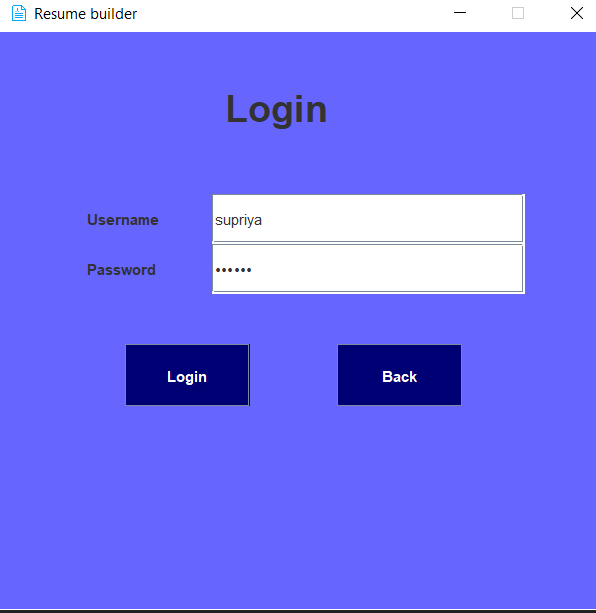 Resume builder
Login
Username supriya
Password ••••••
Login Back